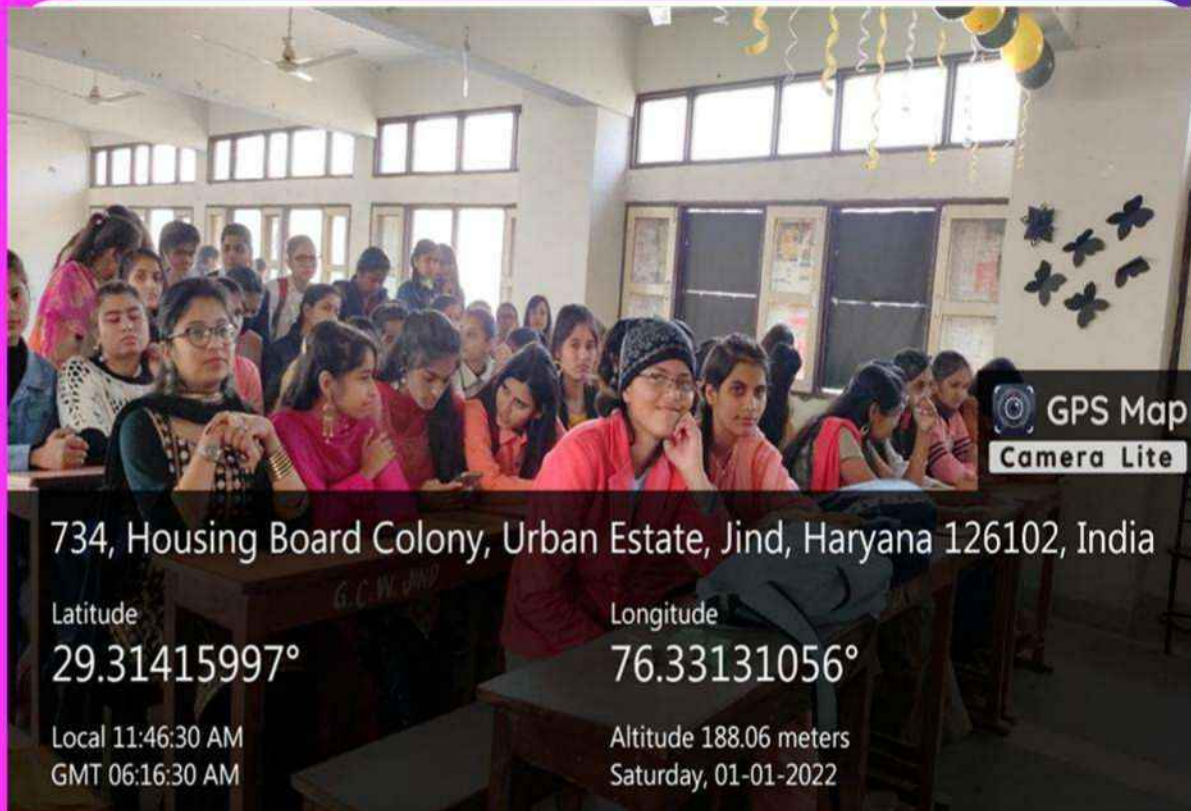 GPS Map
Camera Lite
734, Housing Board Colony, Urban Estate, Jind, Haryana 126102, India
G.C.W. JIND
Latitude
29.31415997°
Longitude
76.33131056°
Local 11:46:30 AM
GMT 06:16:30 AM
Altitude 188.06 meters
Saturday, 01-01-2022